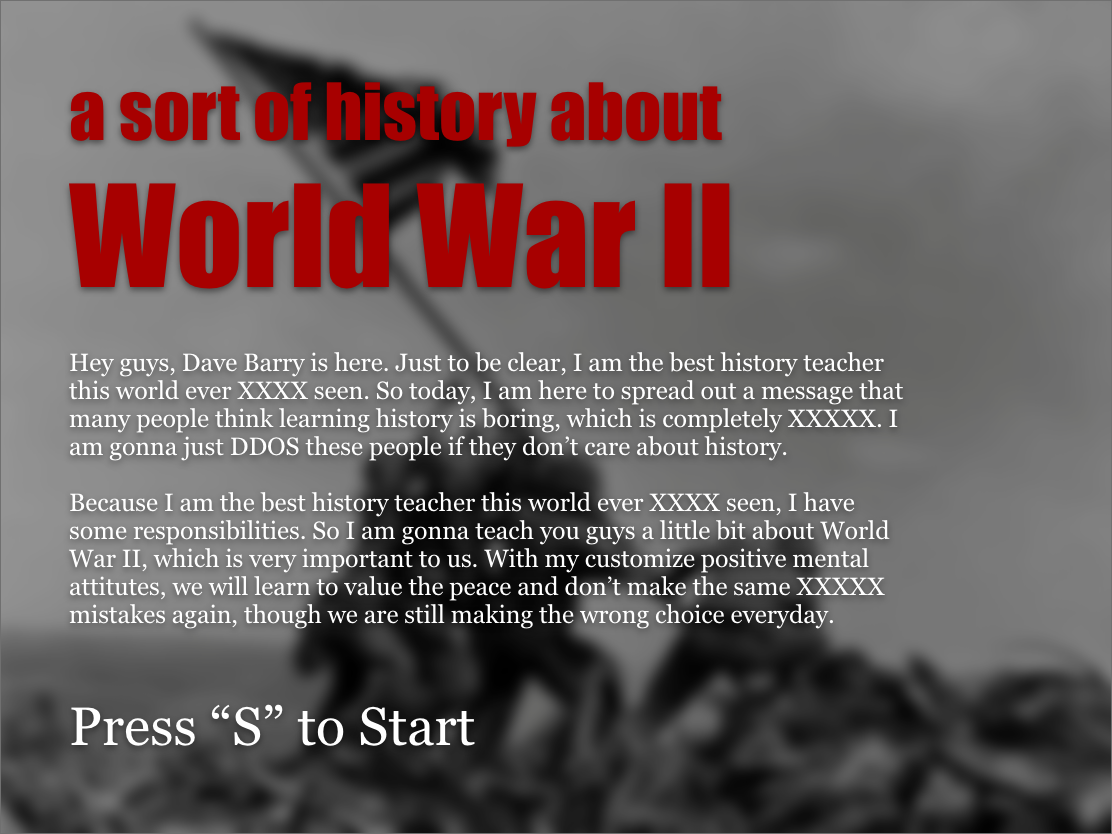 a sort of history about
World War II
Hey guys, Dave Barry is here. Just to be clear, I am the best history teacher
this world ever XXXX seen. So today, I am here to spread out a message that
many people think learning history is boring, which is completely XXXXX. I
am gonna just DDOS these people if they don’t care about history.
Because I am the best history teacher this world ever XXXX seen, I have
some responsibilities. So I am gonna teach you guys a little bit about World
War II, which is very important to us. With my customize positive mental
attitutes, we will learn to value the peace and don’t make the same XXXXX
mistakes again, though we are still making the wrong choice everyday.
Press “S” to Start